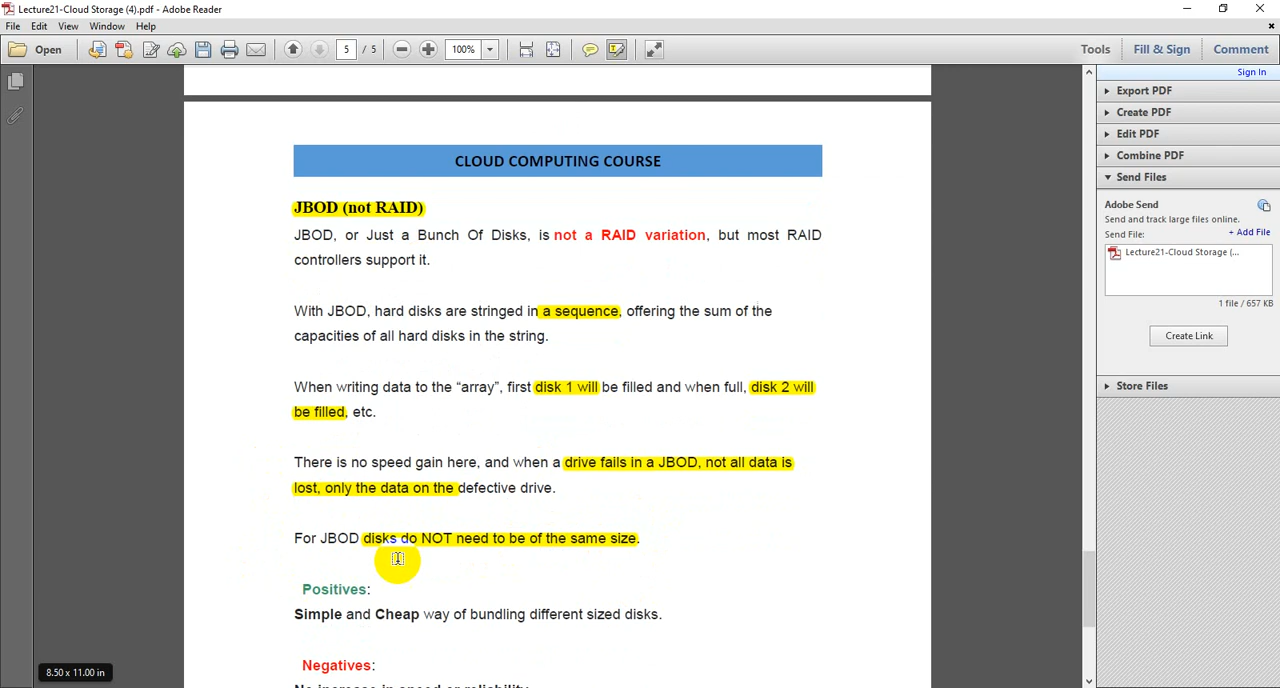 Lecture21-Cloud Storage (4).pdf - Adobe Reader
File Edit View Window Help
Open 5 / 5 100% Tools Fill & Sign Comment
Sign In
Export PDF
Create PDF
Edit PDF
Combine PDF
Send Files
Adobe Send
Send and track large files online.
Send File: + Add File
Lecture21-Cloud Storage (...
1 file / 657 KB
Create Link
Store Files
CLOUD COMPUTING COURSE
JBOD (not RAID)
JBOD, or Just a Bunch Of Disks, is not a RAID variation, but most RAID
controllers support it.
With JBOD, hard disks are stringed in a sequence, offering the sum of the
capacities of all hard disks in the string.
When writing data to the “array”, first disk 1 will be filled and when full, disk 2 will
be filled, etc.
There is no speed gain here, and when a drive fails in a JBOD, not all data is
lost, only the data on the defective drive.
For JBOD disks do NOT need to be of the same size.
Positives:
Simple and Cheap way of bundling different sized disks.
Negatives:
No increase in speed or reliability
8.50 x 11.00 in